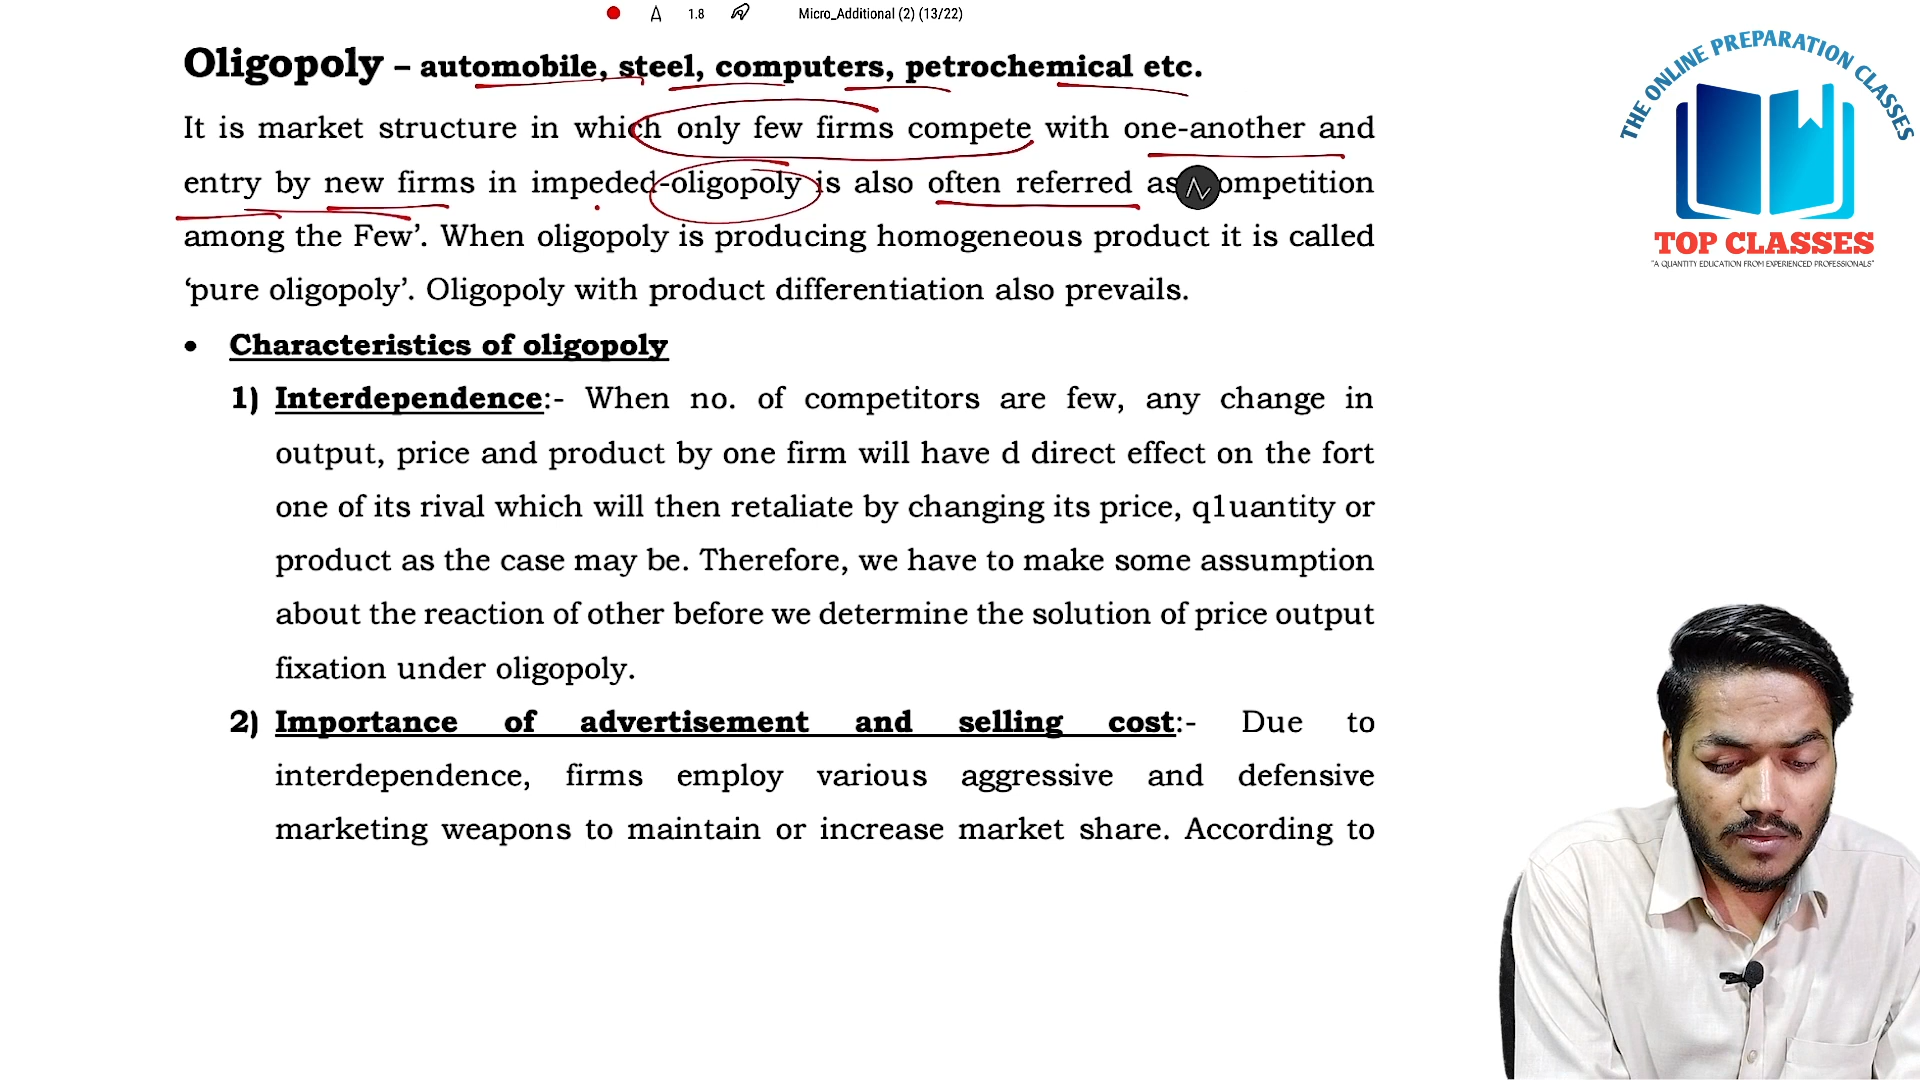 1.8 Micro_Additional (2) (13/22)
Oligopoly – automobile, steel, computers, petrochemical etc.
It is market structure in which only few firms compete with one-another and
entry by new firms in impeded-oligopoly is also often referred as ompetition
among the Few’. When oligopoly is producing homogeneous product it is called
‘pure oligopoly’. Oligopoly with product differentiation also prevails.
• Characteristics of oligopoly
1) Interdependence:- When no. of competitors are few, any change in
output, price and product by one firm will have d direct effect on the fort
one of its rival which will then retaliate by changing its price, q1uantity or
product as the case may be. Therefore, we have to make some assumption
about the reaction of other before we determine the solution of price output
fixation under oligopoly.
2) Importance of advertisement and selling cost:- Due to
interdependence, firms employ various aggressive and defensive
marketing weapons to maintain or increase market share. According to
THE ONLINE PREPARATION CLASSES
TOP CLASSES
"A QUANTITY EDUCATION FROM EXPERIENCED PROFESSIONALS"